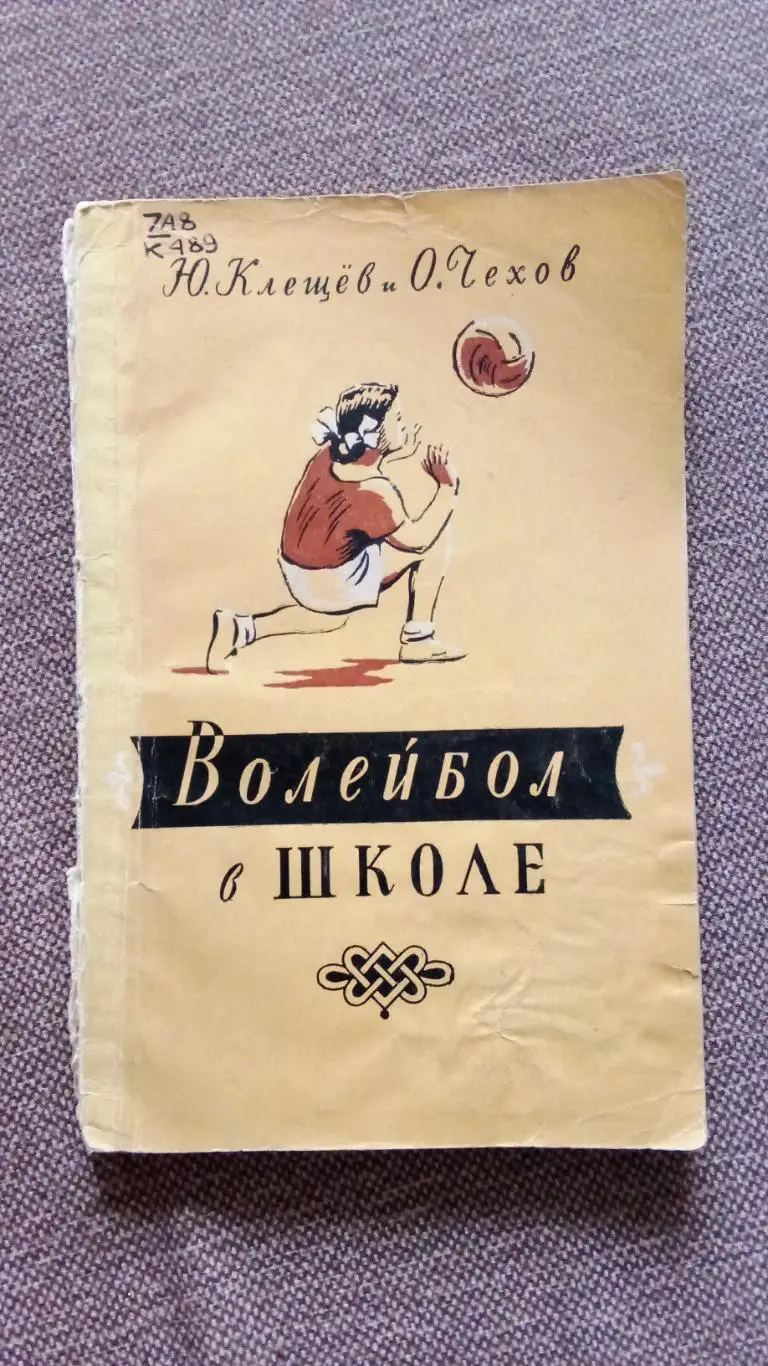 7А8
К489
Ю. Клещёв и О. Чехов
Волейбол
в ШКОЛЕ